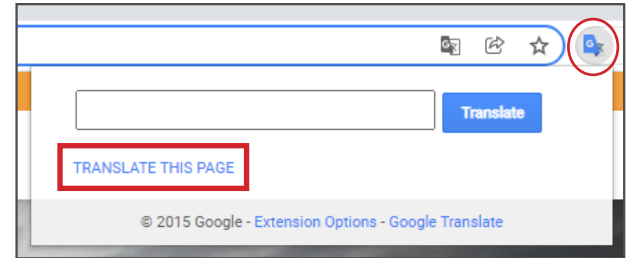 Translate
TRANSLATE THIS PAGE
© 2015 Google - Extension Options - Google Translate